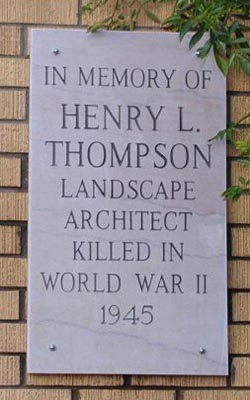 IN MEMORY OF
HENRY L.
THOMPSON
LANDSCAPE
ARCHITECT
KILLED IN
WORLD WAR II
1945